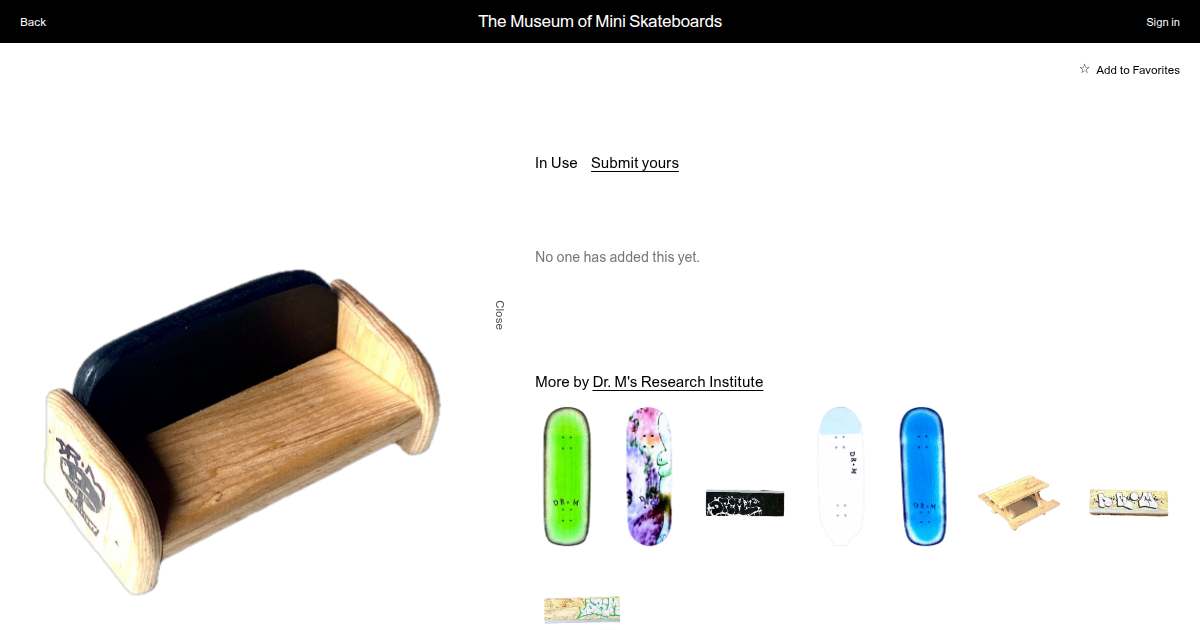 Back
The Museum of Mini Skateboards
Sign in
☆ Add to Favorites
In Use Submit yours
No one has added this yet.
Close
More by Dr. M's Research Institute
DR•M
DR•M
DR•M
DR•M